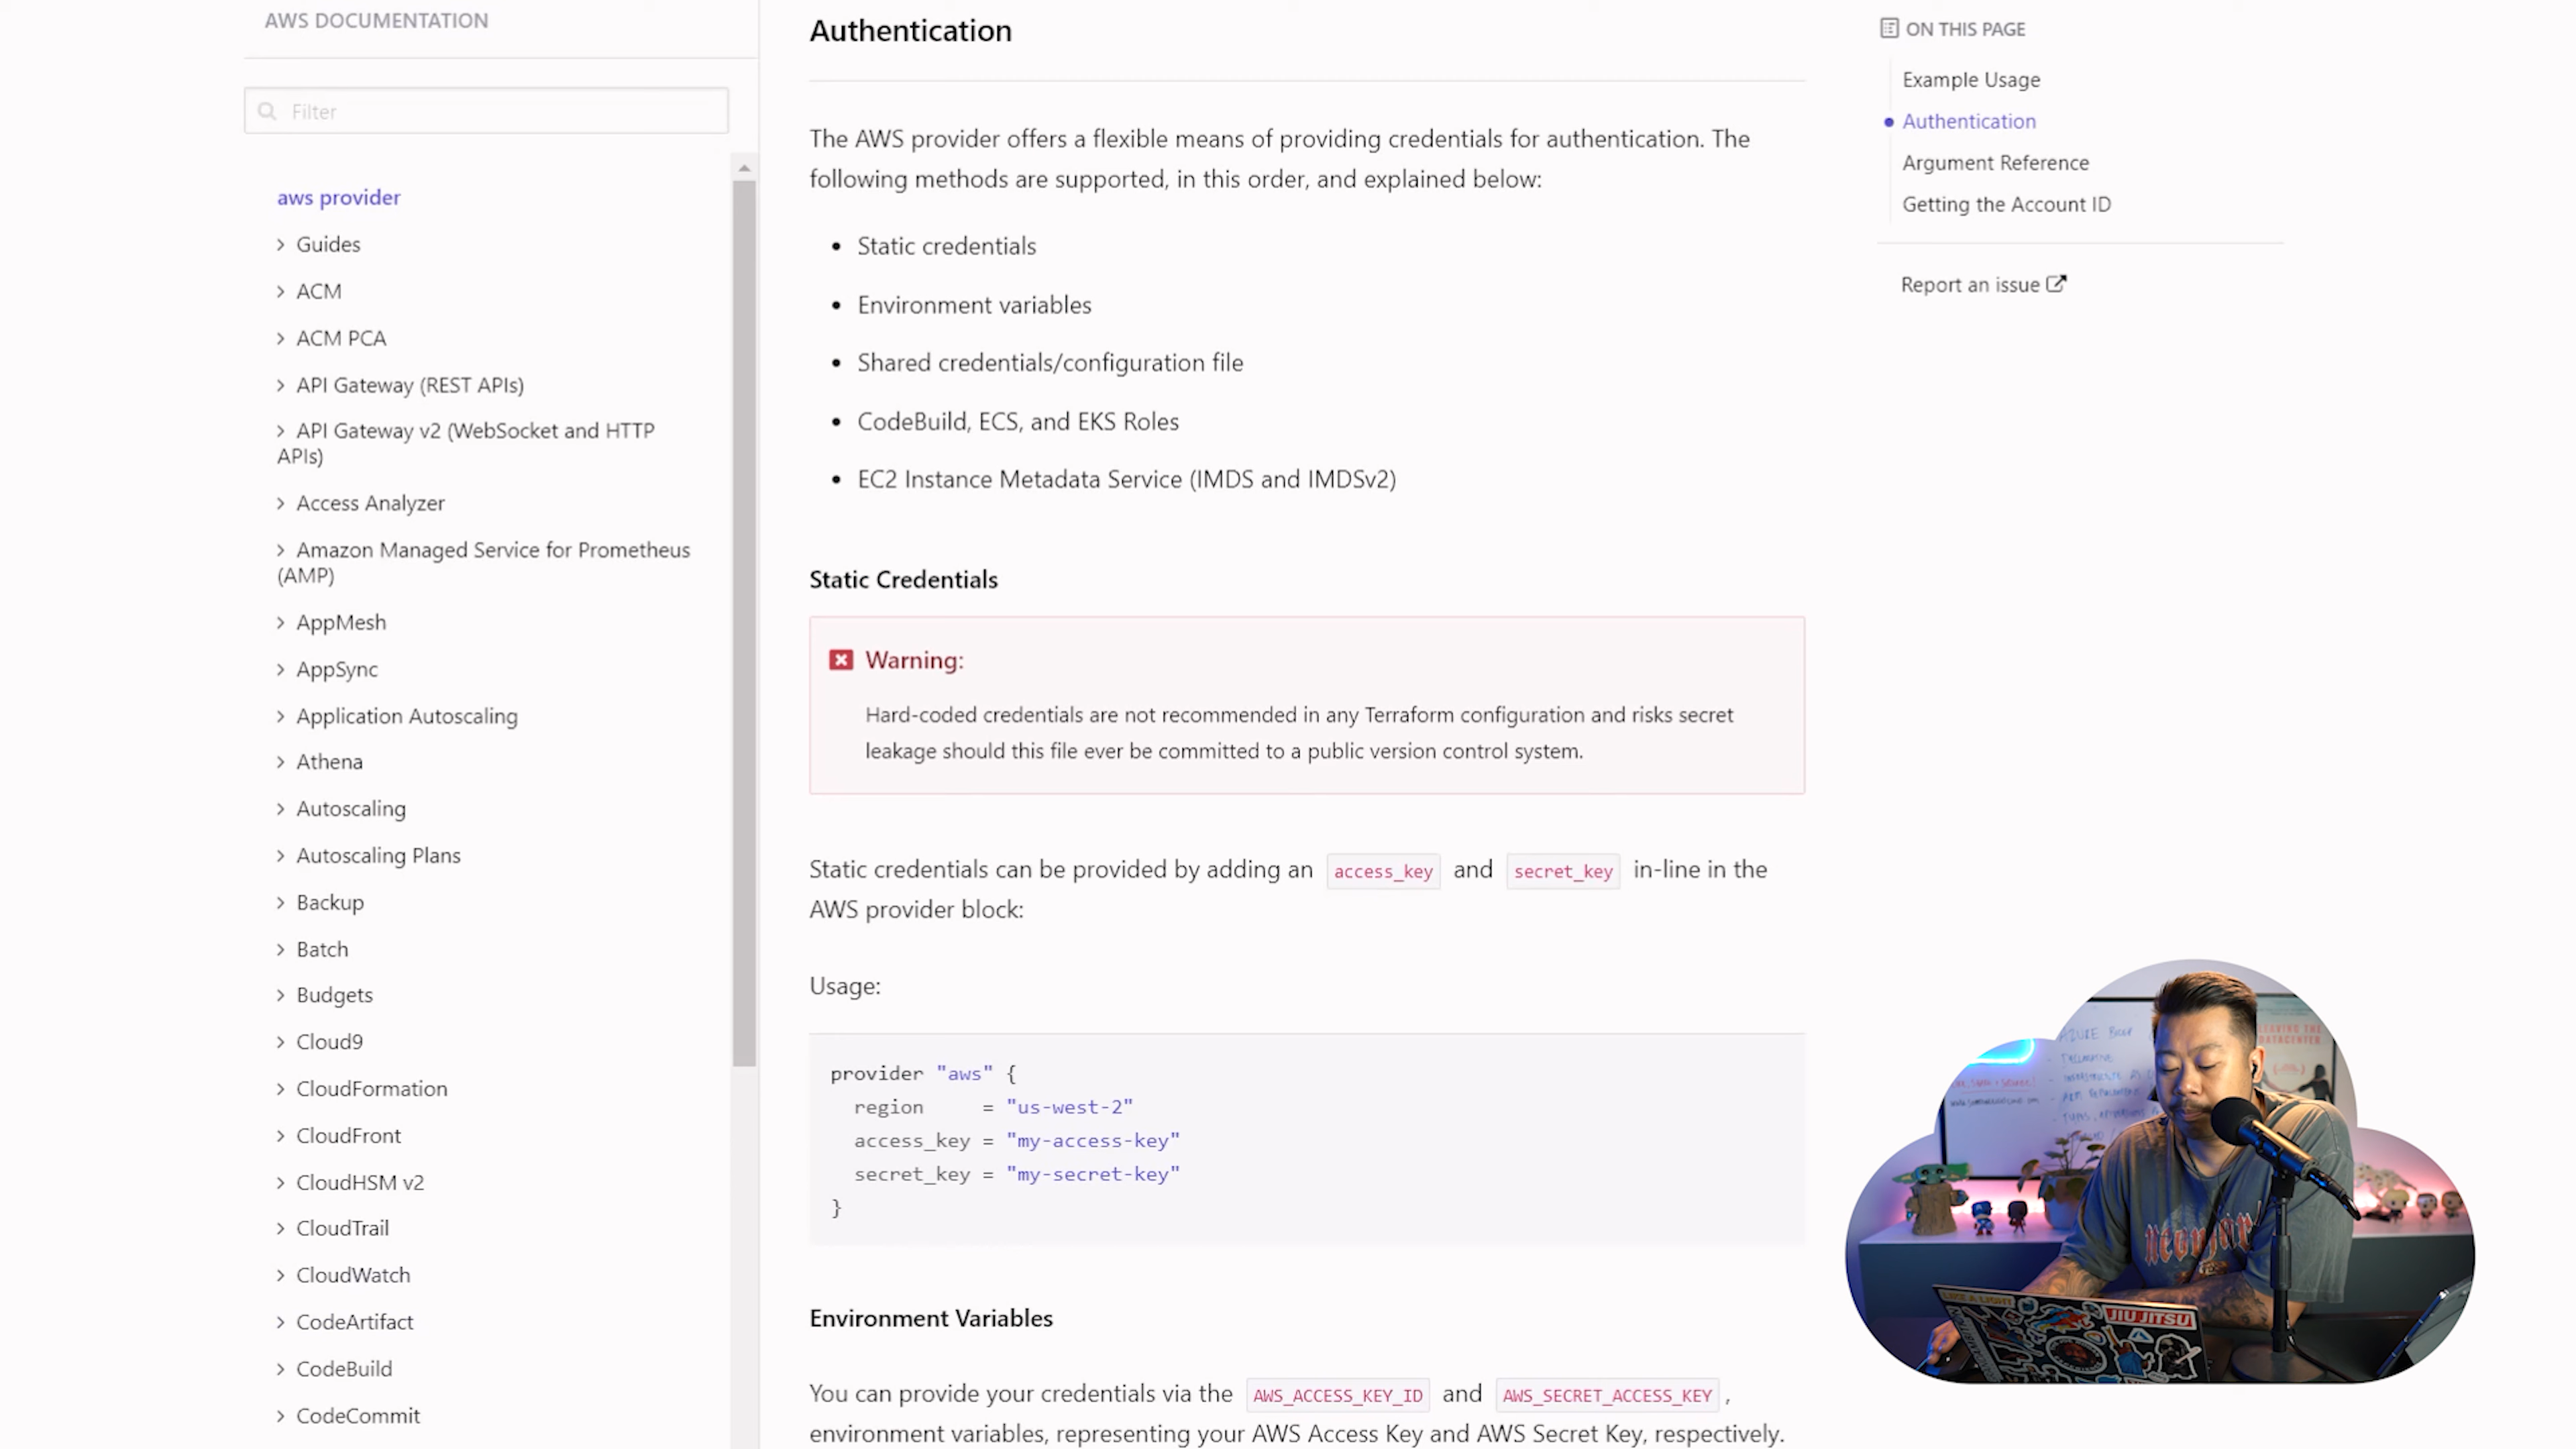 AWS DOCUMENTATION
Filter
aws provider
Guides
ACM
ACM PCA
API Gateway (REST APIs)
API Gateway v2 (WebSocket and HTTP
APIs)
Access Analyzer
Amazon Managed Service for Prometheus
(AMP)
AppMesh
AppSync
Application Autoscaling
Athena
Autoscaling
Autoscaling Plans
Backup
Batch
Budgets
Cloud9
CloudFormation
CloudFront
CloudHSM v2
CloudTrail
CloudWatch
CodeArtifact
CodeBuild
CodeCommit
Authentication
The AWS provider offers a flexible means of providing credentials for authentication. The
following methods are supported, in this order, and explained below:
• Static credentials
• Environment variables
• Shared credentials/configuration file
• CodeBuild, ECS, and EKS Roles
• EC2 Instance Metadata Service (IMDS and IMDSv2)
Static Credentials
Warning:
Hard-coded credentials are not recommended in any Terraform configuration and risks secret
leakage should this file ever be committed to a public version control system.
Static credentials can be provided by adding an access_key and secret_key in-line in the
AWS provider block:
Usage:
provider "aws" {
region = "us-west-2"
access_key = "my-access-key"
secret_key = "my-secret-key"
}
Environment Variables
You can provide your credentials via the AWS_ACCESS_KEY_ID and AWS_SECRET_ACCESS_KEY ,
environment variables, representing your AWS Access Key and AWS Secret Key, respectively.
ON THIS PAGE
Example Usage
Authentication
Argument Reference
Getting the Account ID
Report an issue
JIU JITSU